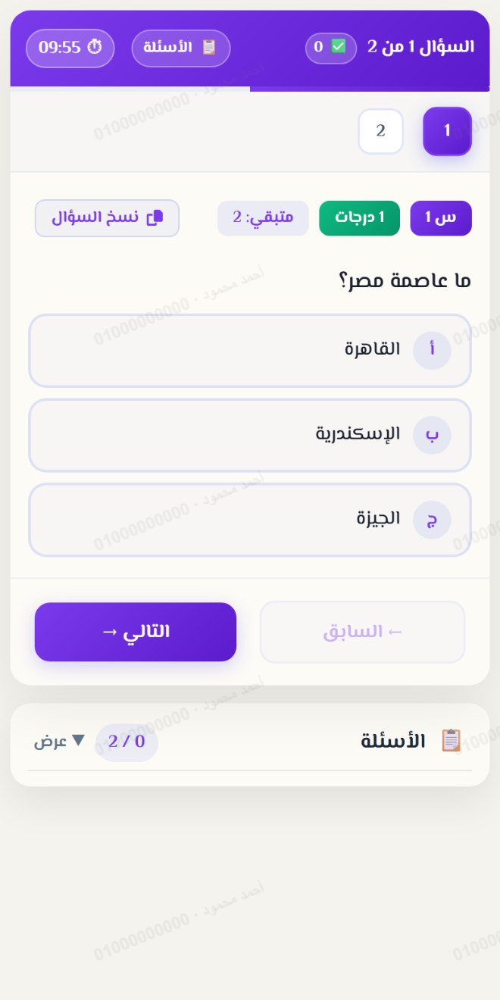 السؤال 1 من 2 ✅ 0 📋 الأسئلة ⏱ 09:55
1 2
س 1 1 درجات متبقي: 2 نسخ السؤال
ما عاصمة مصر؟
أ القاهرة
ب الإسكندرية
ج الجيزة
← السابق التالي →
📋 الأسئلة 0 / 2 ▼ عرض
أحمد محمود · 01000000000
أحمد محمود · 01000000000
أحمد محمود · 01000000000
أحمد محمود · 01000000000
أحمد محمود · 01000000000